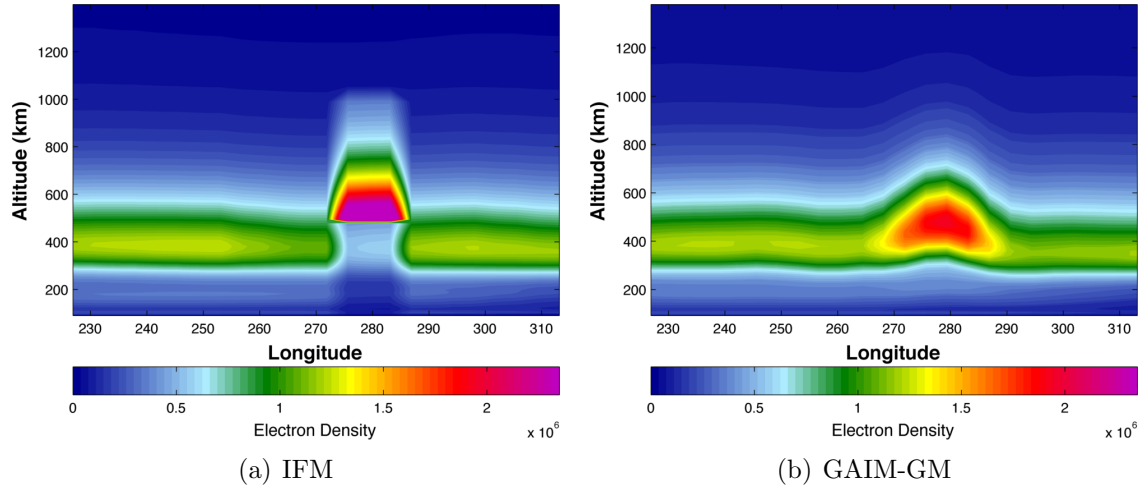 1200
1000
800
600
400
200
Altitude (km)
230 240 250 260 270 280 290 300 310
Longitude
0 0.5 1 1.5 2
Electron Density x 10^6
(a) IFM
1200
1000
800
600
400
200
Altitude (km)
230 240 250 260 270 280 290 300 310
Longitude
0 0.5 1 1.5 2
Electron Density x 10^6
(b) GAIM-GM